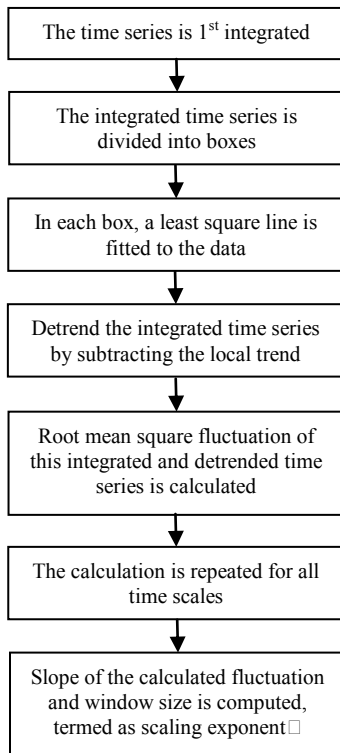 The time series is 1st integrated
The integrated time series is
divided into boxes
In each box, a least square line is
fitted to the data
Detrend the integrated time series
by subtracting the local trend
Root mean square fluctuation of
this integrated and detrended time
series is calculated
The calculation is repeated for all
time scales
Slope of the calculated fluctuation
and window size is computed,
termed as scaling exponent□